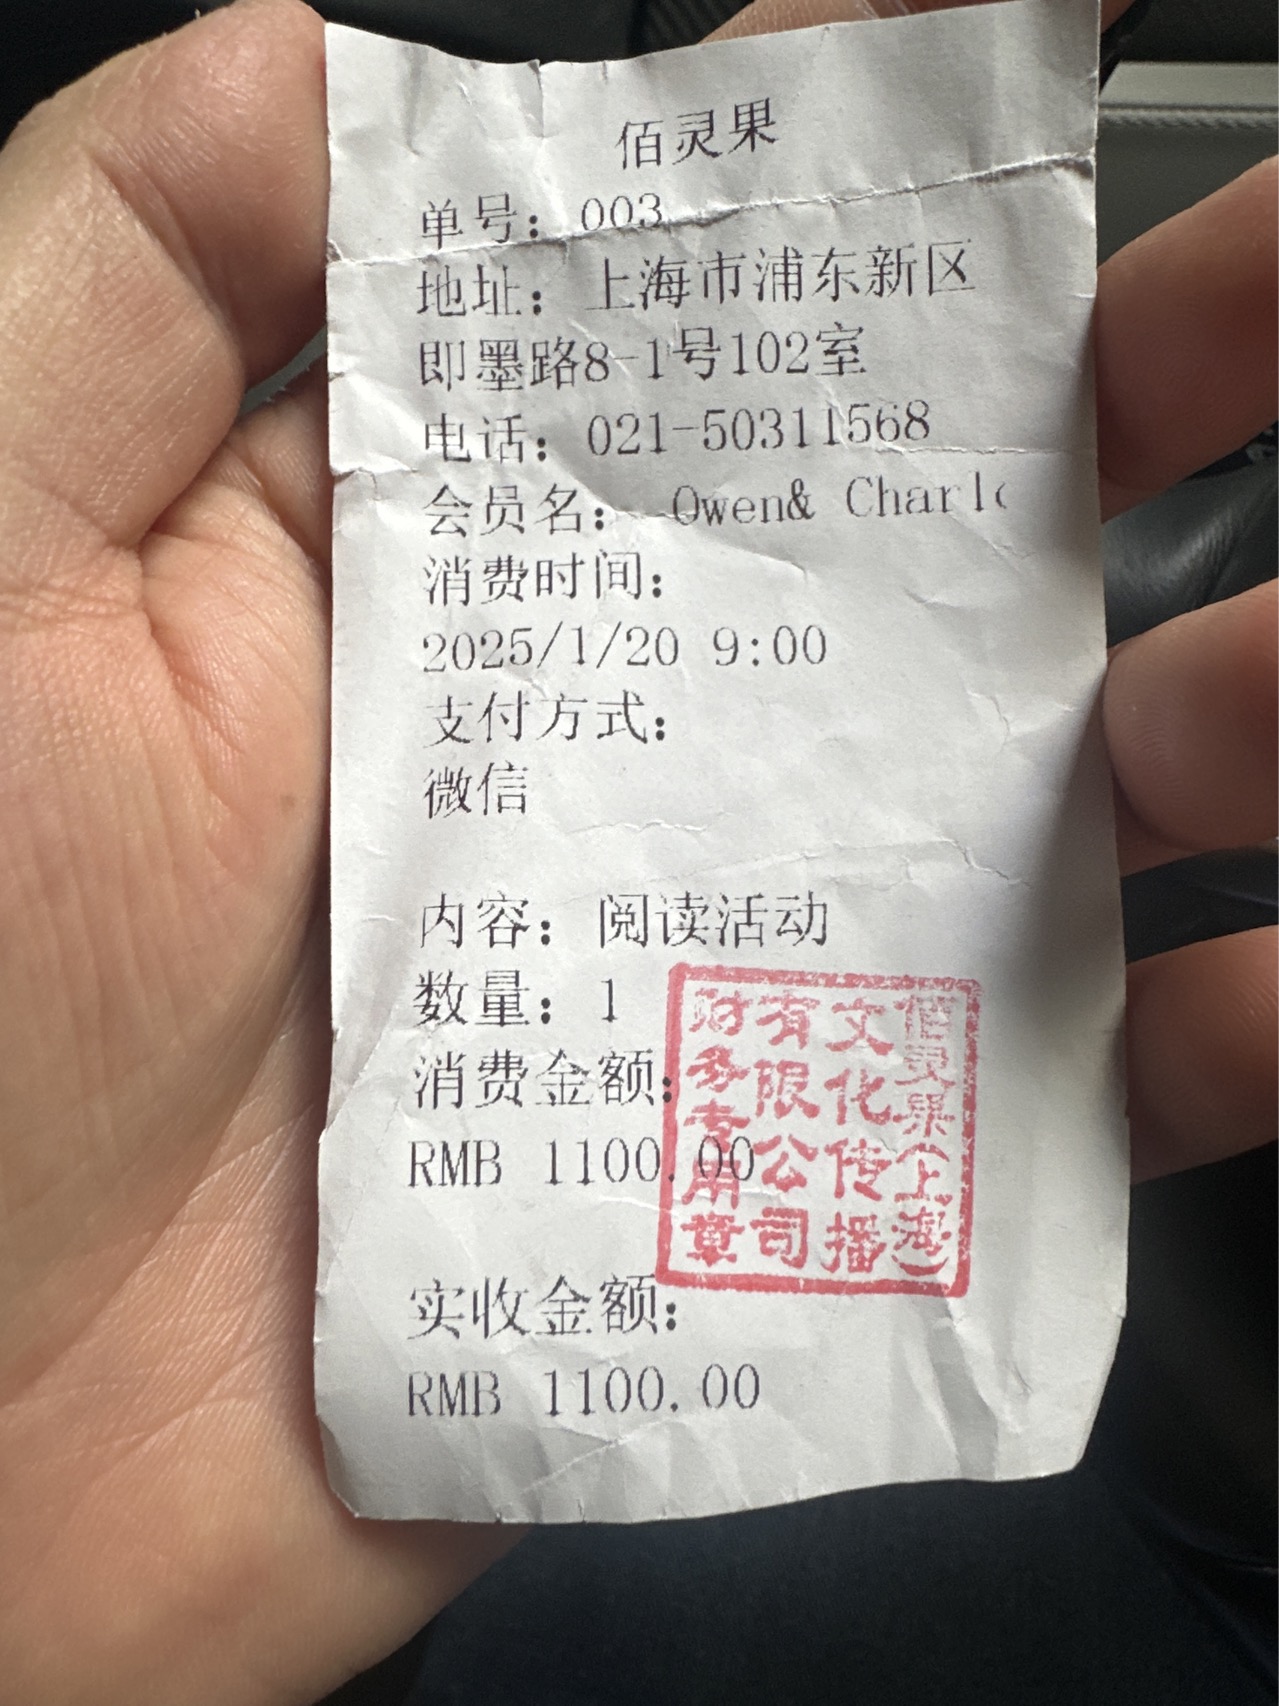 佰灵果
单号：003
地址：上海市浦东新区
即墨路8-1号102室
电话：021-50311568
会员名： Owen&
消费时间：
2025/1/20 9:00
支付方式：
微信
内容：阅读活动
数量：1
消费金额：
RMB 1100.00
实收金额：
RMB 1100.00
佰灵果（上海）
文化传播
有限公司
财务专用章